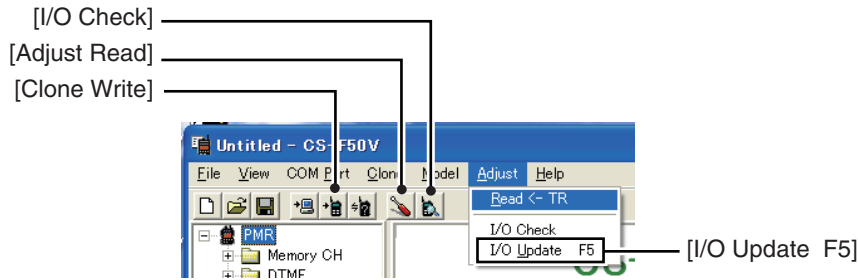 [I/O Check]
[Adjust Read]
[Clone Write]
Untitled - CS-F50V
File View COM Port Clone Model Adjust Help
Read <- TR
I/O Check
I/O Update F5
[I/O Update F5]
PMR
Memory CH
DTMF